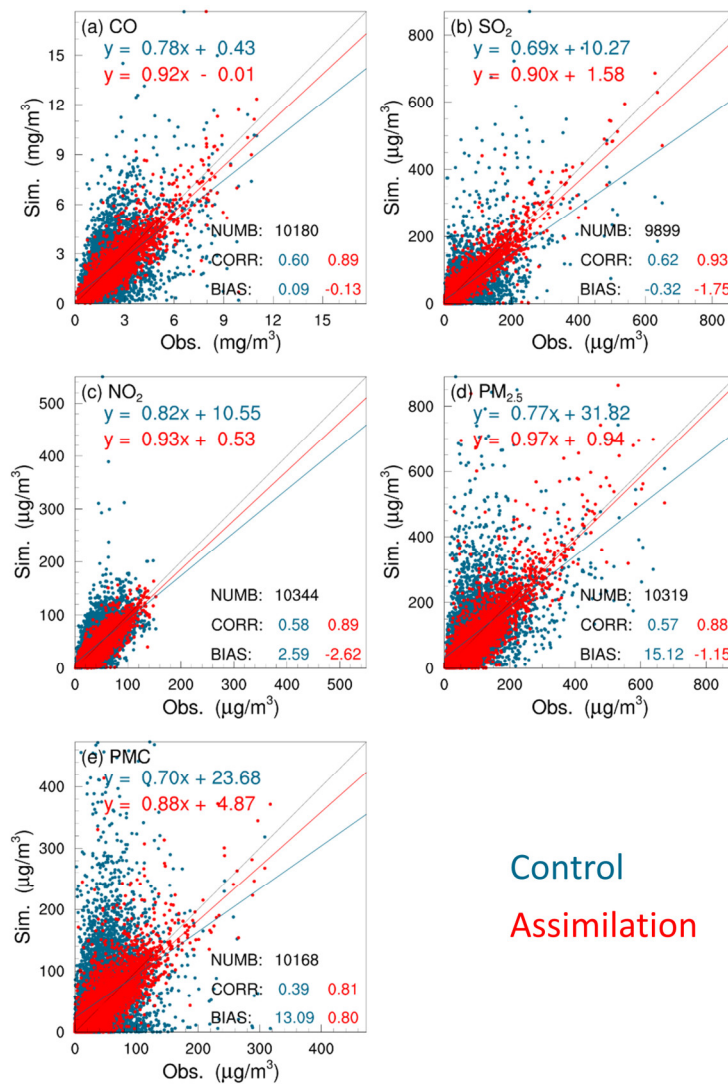 (a) CO
y = 0.78x + 0.43
y = 0.92x - 0.01
15
12
9
6
3
0
Sim. (mg/m³)
NUMB: 10180
CORR: 0.60 0.89
BIAS: 0.09 -0.13
0 3 6 9 12 15
Obs. (mg/m³)
(b) SO₂
y = 0.69x + 10.27
y = 0.90x + 1.58
800
600
400
200
0
Sim. (μg/m³)
NUMB: 9899
CORR: 0.62 0.93
BIAS: -0.32 -1.75
0 200 400 600 800
Obs. (μg/m³)
(c) NO₂
y = 0.82x + 10.55
y = 0.93x + 0.53
500
400
300
200
100
0
Sim. (μg/m³)
NUMB: 10344
CORR: 0.58 0.89
BIAS: 2.59 -2.62
0 100 200 300 400 500
Obs. (μg/m³)
(d) PM₂.₅
y = 0.77x + 31.82
y = 0.97x + 0.94
800
600
400
200
0
Sim. (μg/m³)
NUMB: 10319
CORR: 0.57 0.88
BIAS: 15.12 -1.15
0 200 400 600 800
Obs. (μg/m³)
(e) PMC
y = 0.70x + 23.68
y = 0.88x + 4.87
400
300
200
100
0
Sim. (μg/m³)
NUMB: 10168
CORR: 0.39 0.81
BIAS: 13.09 0.80
0 100 200 300 400
Obs. (μg/m³)
Control
Assimilation